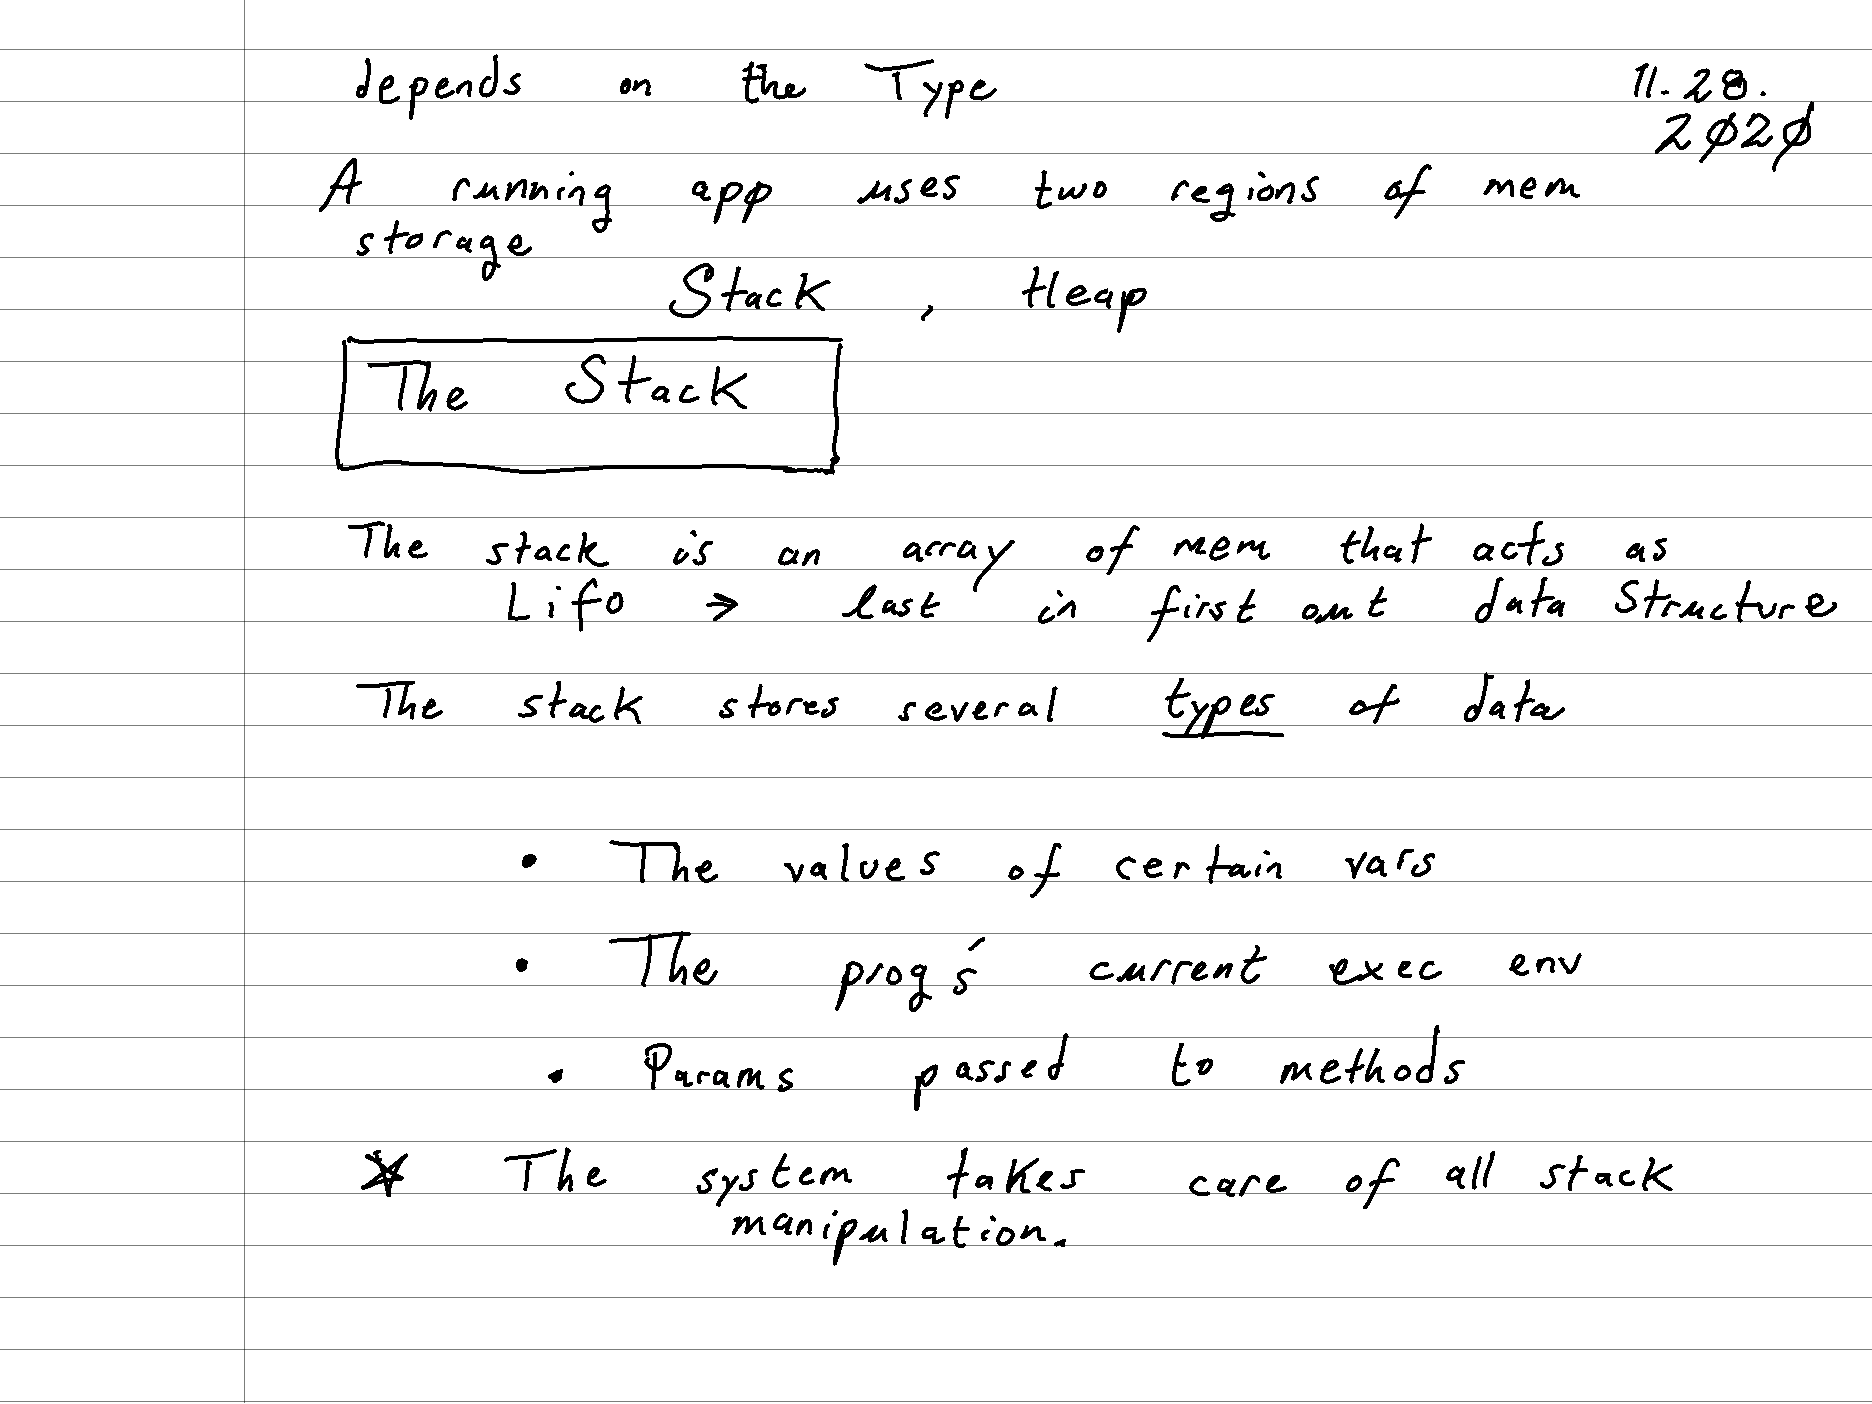 depends on the Type
11.28.
2020
A running app uses two regions of mem
storage
Stack , Heap
The Stack
The stack is an array of mem that acts as
Lifo → last in first out data Structure
The stack stores several types of data
• The values of certain vars
• The prog's current exec env
• Params passed to methods
★ The system takes care of all stack
manipulation.